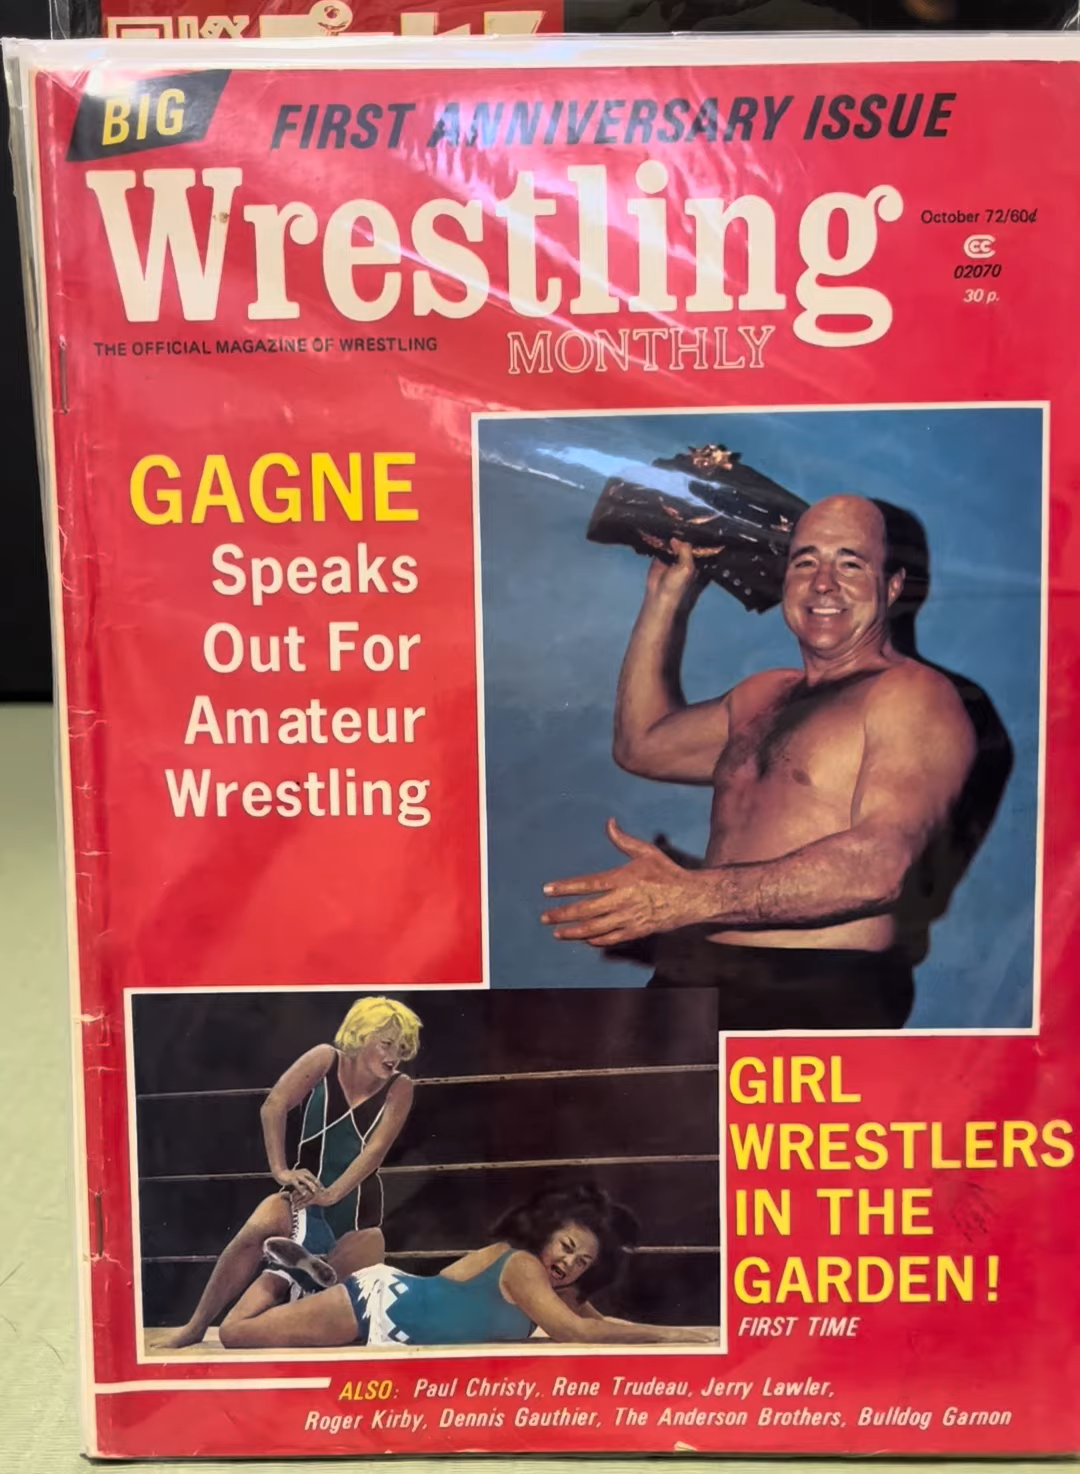 BIG
FIRST ANNIVERSARY ISSUE
Wrestling
MONTHLY
October 72/60¢
CC
02070
30 p.
THE OFFICIAL MAGAZINE OF WRESTLING
GAGNE
Speaks
Out For
Amateur
Wrestling
GIRL
WRESTLERS
IN THE
GARDEN!
FIRST TIME
ALSO: Paul Christy, Rene Trudeau, Jerry Lawler,
Roger Kirby, Dennis Gauthier, The Anderson Brothers, Bulldog Garnon